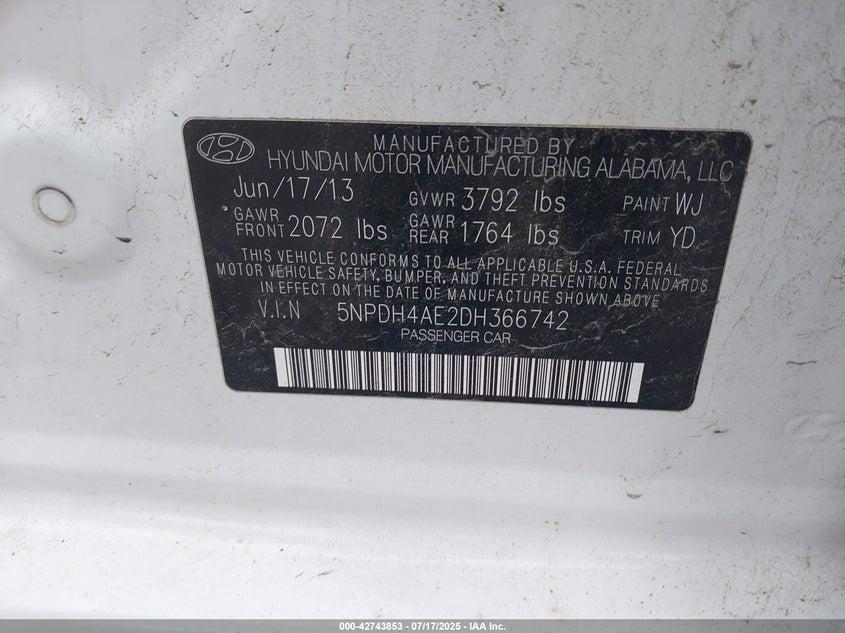 MANUFACTURED BY
HYUNDAI MOTOR MANUFACTURING ALABAMA, LLC
Jun/17/13 GVWR 3792 lbs PAINT WJ
GAWR FRONT 2072 lbs GAWR REAR 1764 lbs TRIM YD
THIS VEHICLE CONFORMS TO ALL APPLICABLE U.S.A. FEDERAL
MOTOR VEHICLE SAFETY, BUMPER, AND THEFT PREVENTION STANDARDS
IN EFFECT ON THE DATE OF MANUFACTURE SHOWN ABOVE
V.I.N 5NPDH4AE2DH366742
PASSENGER CAR
000-42743853 - 07/17/2025 - IAA Inc.